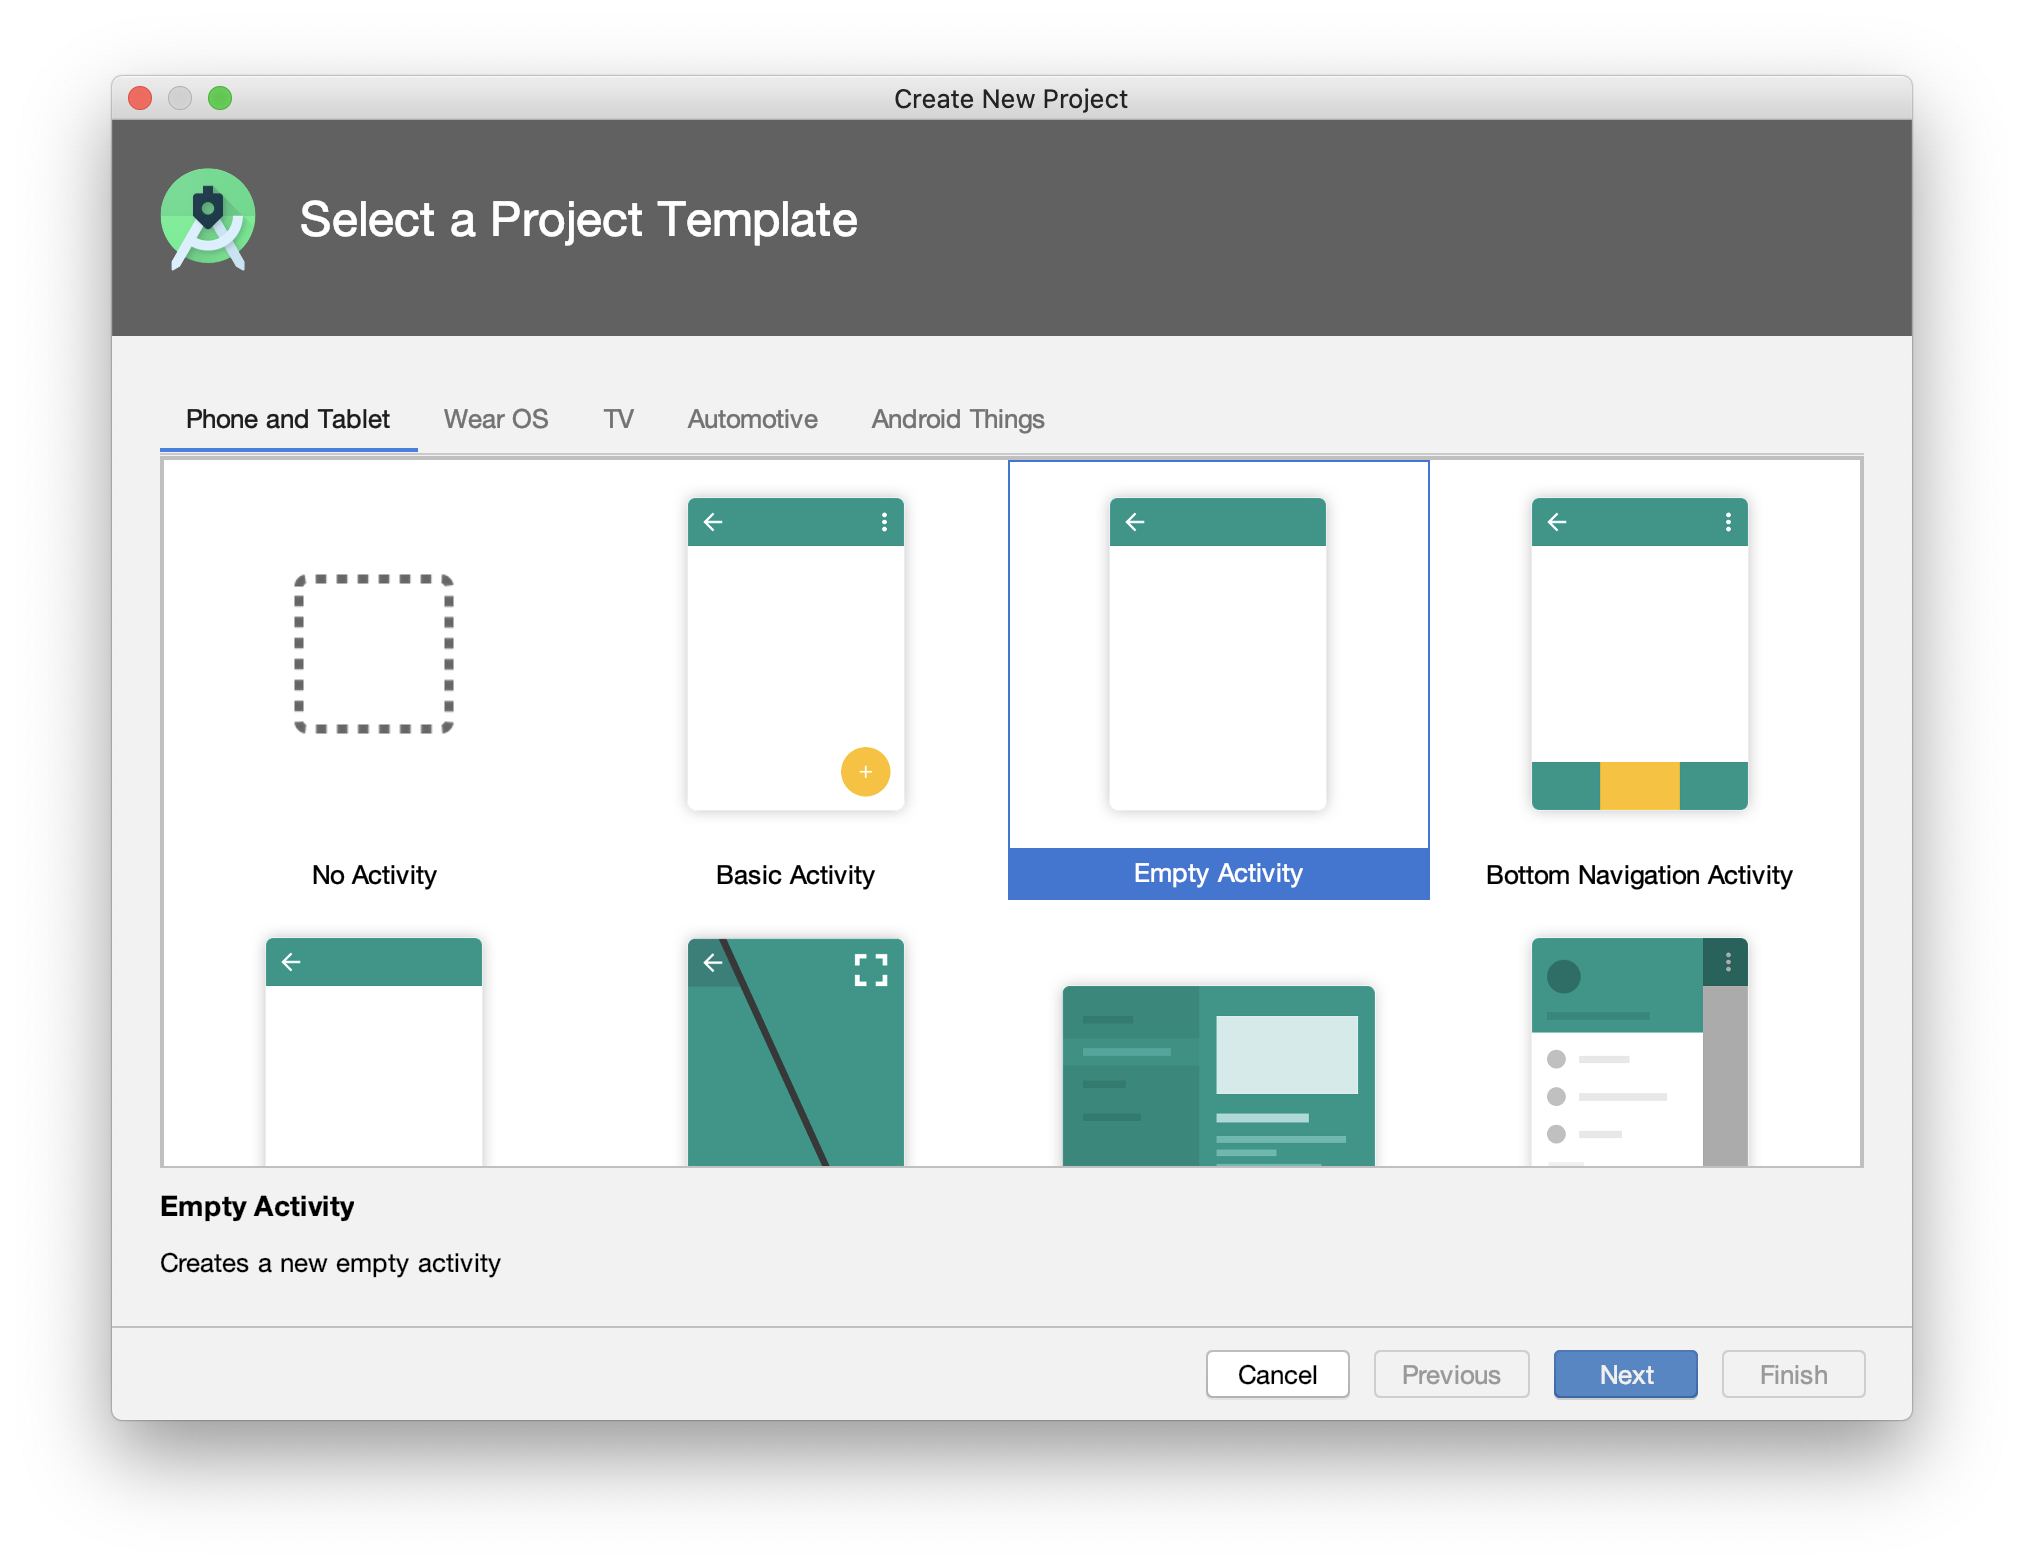 Create New Project
Select a Project Template
Phone and Tablet Wear OS TV Automotive Android Things
No Activity Basic Activity Empty Activity Bottom Navigation Activity
Empty Activity
Creates a new empty activity
Cancel Previous Next Finish